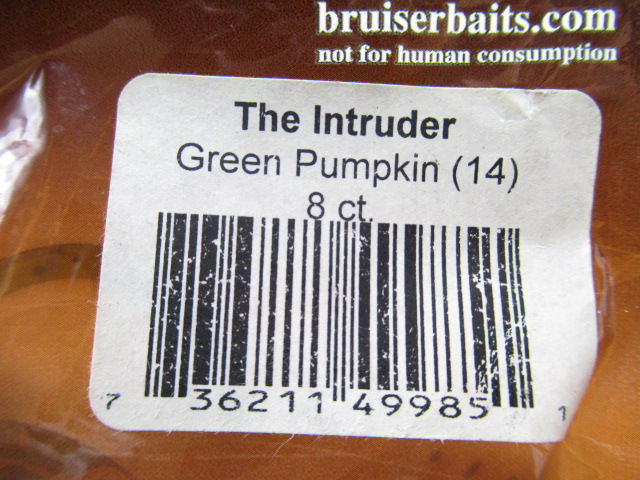 bruiserbaits.com
not for human consumption
The Intruder
Green Pumpkin (14)
8 ct.
7 36211 49985 1